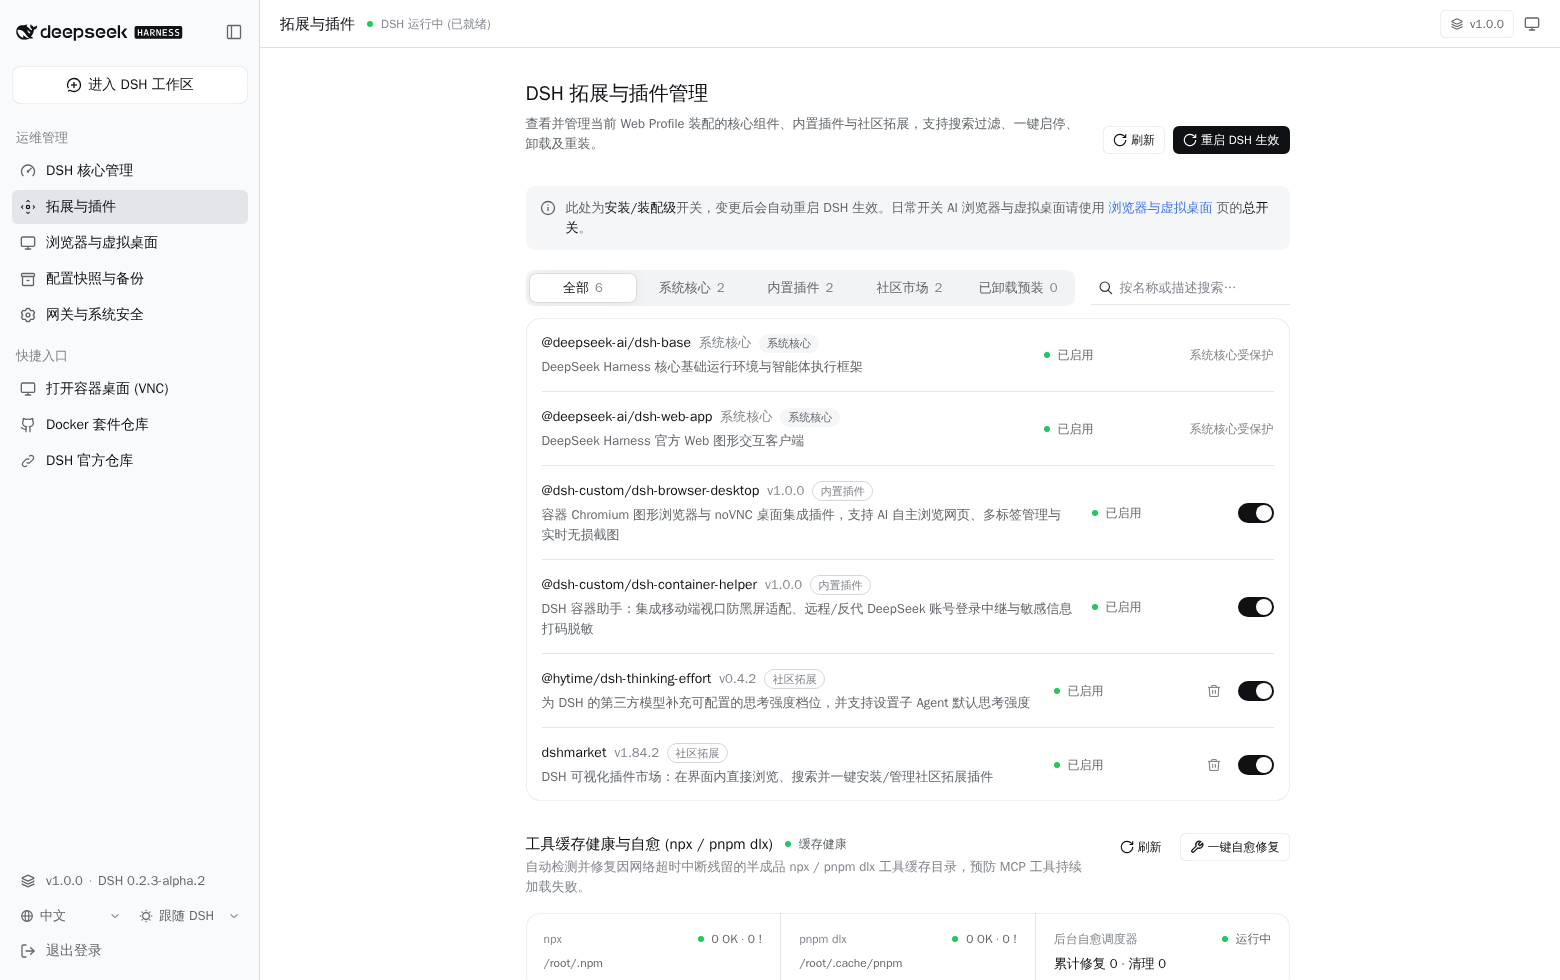 deepseek HARNESS
进入 DSH 工作区
运维管理
DSH 核心管理
拓展与插件
浏览器与虚拟桌面
配置快照与备份
网关与系统安全
快捷入口
打开容器桌面 (VNC)
Docker 套件仓库
DSH 官方仓库
v1.0.0 · DSH 0.2.3-alpha.2
中文
跟随 DSH
退出登录
拓展与插件
DSH 运行中 (已就绪)
v1.0.0
DSH 拓展与插件管理
查看并管理当前 Web Profile 装配的核心组件、内置插件与社区拓展，支持搜索过滤、一键启停、
卸载及重装。
刷新
重启 DSH 生效
此处为安装/装配级开关，变更后会自动重启 DSH 生效。日常开关 AI 浏览器与虚拟桌面请使用 浏览器与虚拟桌面 页的总开
关。
全部 6
系统核心 2
内置插件 2
社区市场 2
已卸载预装 0
按名称或描述搜索…
@deepseek-ai/dsh-base 系统核心 系统核心
DeepSeek Harness 核心基础运行环境与智能体执行框架
已启用
系统核心受保护
@deepseek-ai/dsh-web-app 系统核心 系统核心
DeepSeek Harness 官方 Web 图形交互客户端
已启用
系统核心受保护
@dsh-custom/dsh-browser-desktop v1.0.0 内置插件
容器 Chromium 图形浏览器与 noVNC 桌面集成插件，支持 AI 自主浏览网页、多标签管理与
实时无损截图
已启用
@dsh-custom/dsh-container-helper v1.0.0 内置插件
DSH 容器助手：集成移动端视口防黑屏适配、远程/反代 DeepSeek 账号登录中继与敏感信息
打码脱敏
已启用
@hytime/dsh-thinking-effort v0.4.2 社区拓展
为 DSH 的第三方模型补充可配置的思考强度档位，并支持设置子 Agent 默认思考强度
已启用
dshmarket v1.84.2 社区拓展
DSH 可视化插件市场：在界面内直接浏览、搜索并一键安装/管理社区拓展插件
已启用
工具缓存健康与自愈 (npx / pnpm dlx)
缓存健康
自动检测并修复因网络超时中断残留的半成品 npx / pnpm dlx 工具缓存目录，预防 MCP 工具持续
加载失败。
刷新
一键自愈修复
npx
0 OK · 0 !
/root/.npm
pnpm dlx
0 OK · 0 !
/root/.cache/pnpm
后台自愈调度器
运行中
累计修复 0 · 清理 0